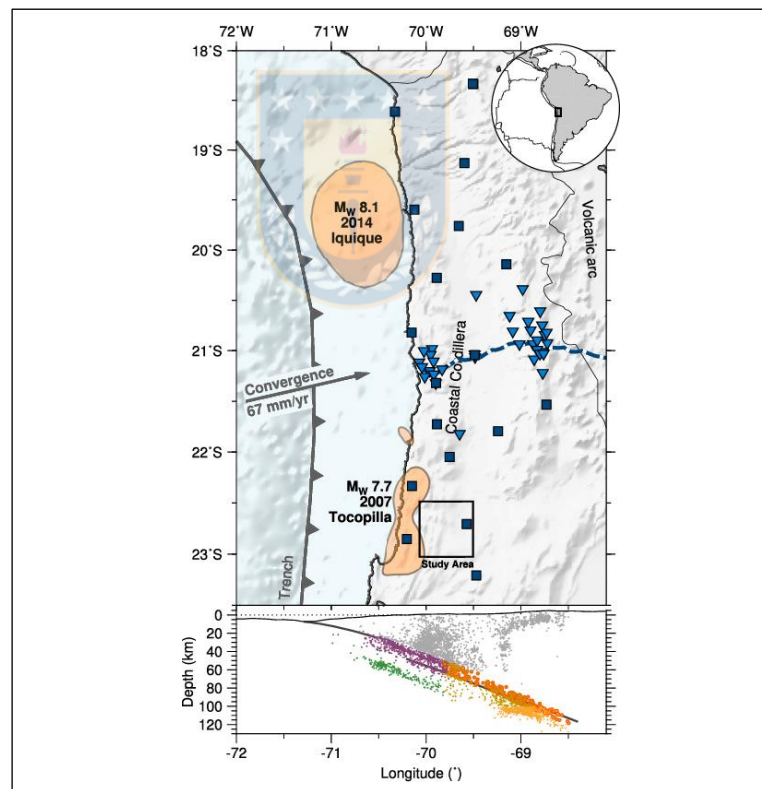 72˚W 71˚W 70˚W 69˚W
18˚S
19˚S
20˚S
21˚S
22˚S
23˚S
M_W 8.1
2014
Iquique
Volcanic arc
Coastal Cordillera
Convergence
67 mm/yr
M_W 7.7
2007
Tocopilla
Study Area
Trench
Depth (km)
0
20
40
60
80
100
120
-72 -71 -70 -69
Longitude (˚)